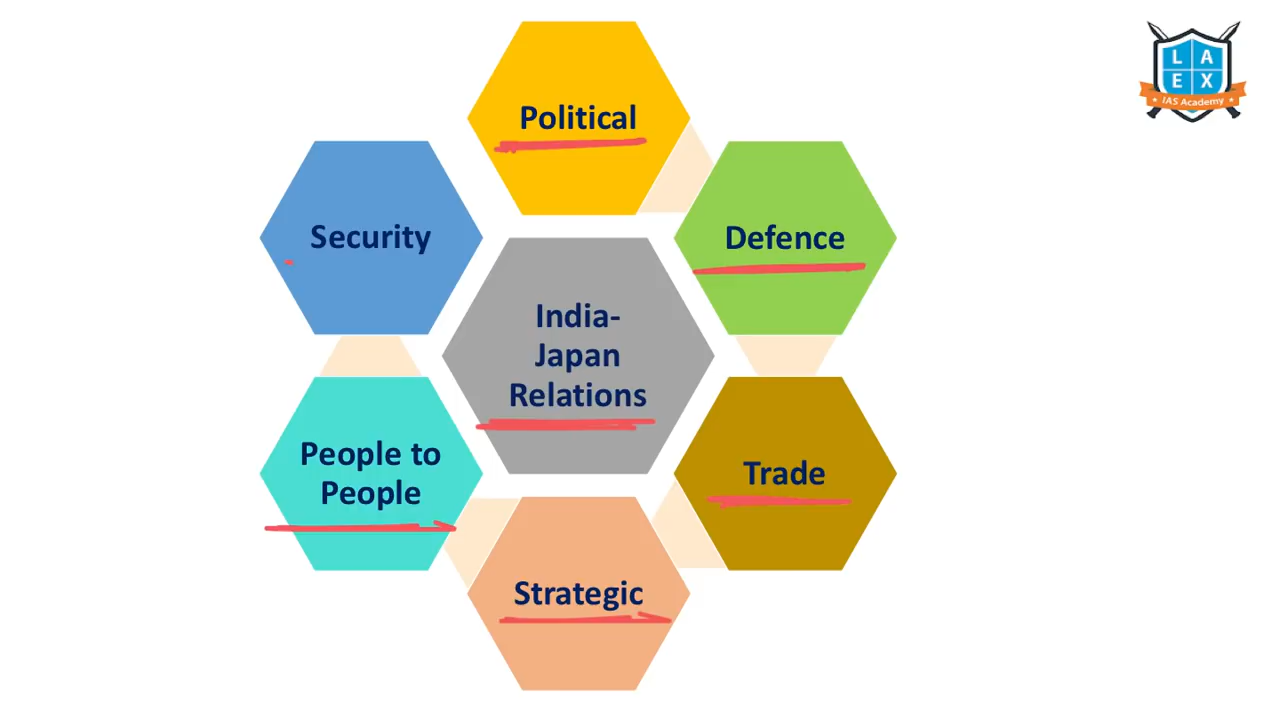 Political
Defence
Trade
Strategic
People to
People
Security
India-
Japan
Relations
L A
E X
IAS Academy